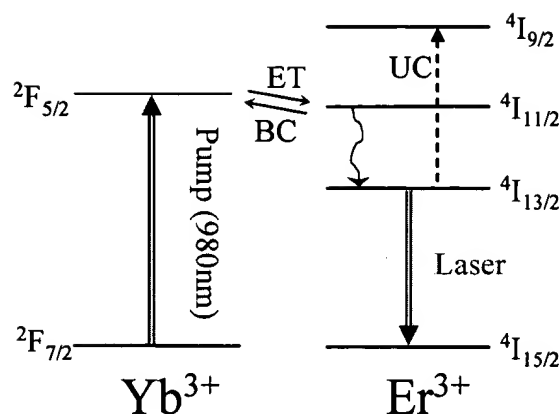 ⁴I₉/₂
ET
UC
²F₅/₂
⁴I₁₁/₂
BC
Pump (980nm)
⁴I₁₃/₂
Laser
²F₇/₂
⁴I₁₅/₂
Yb³⁺
Er³⁺